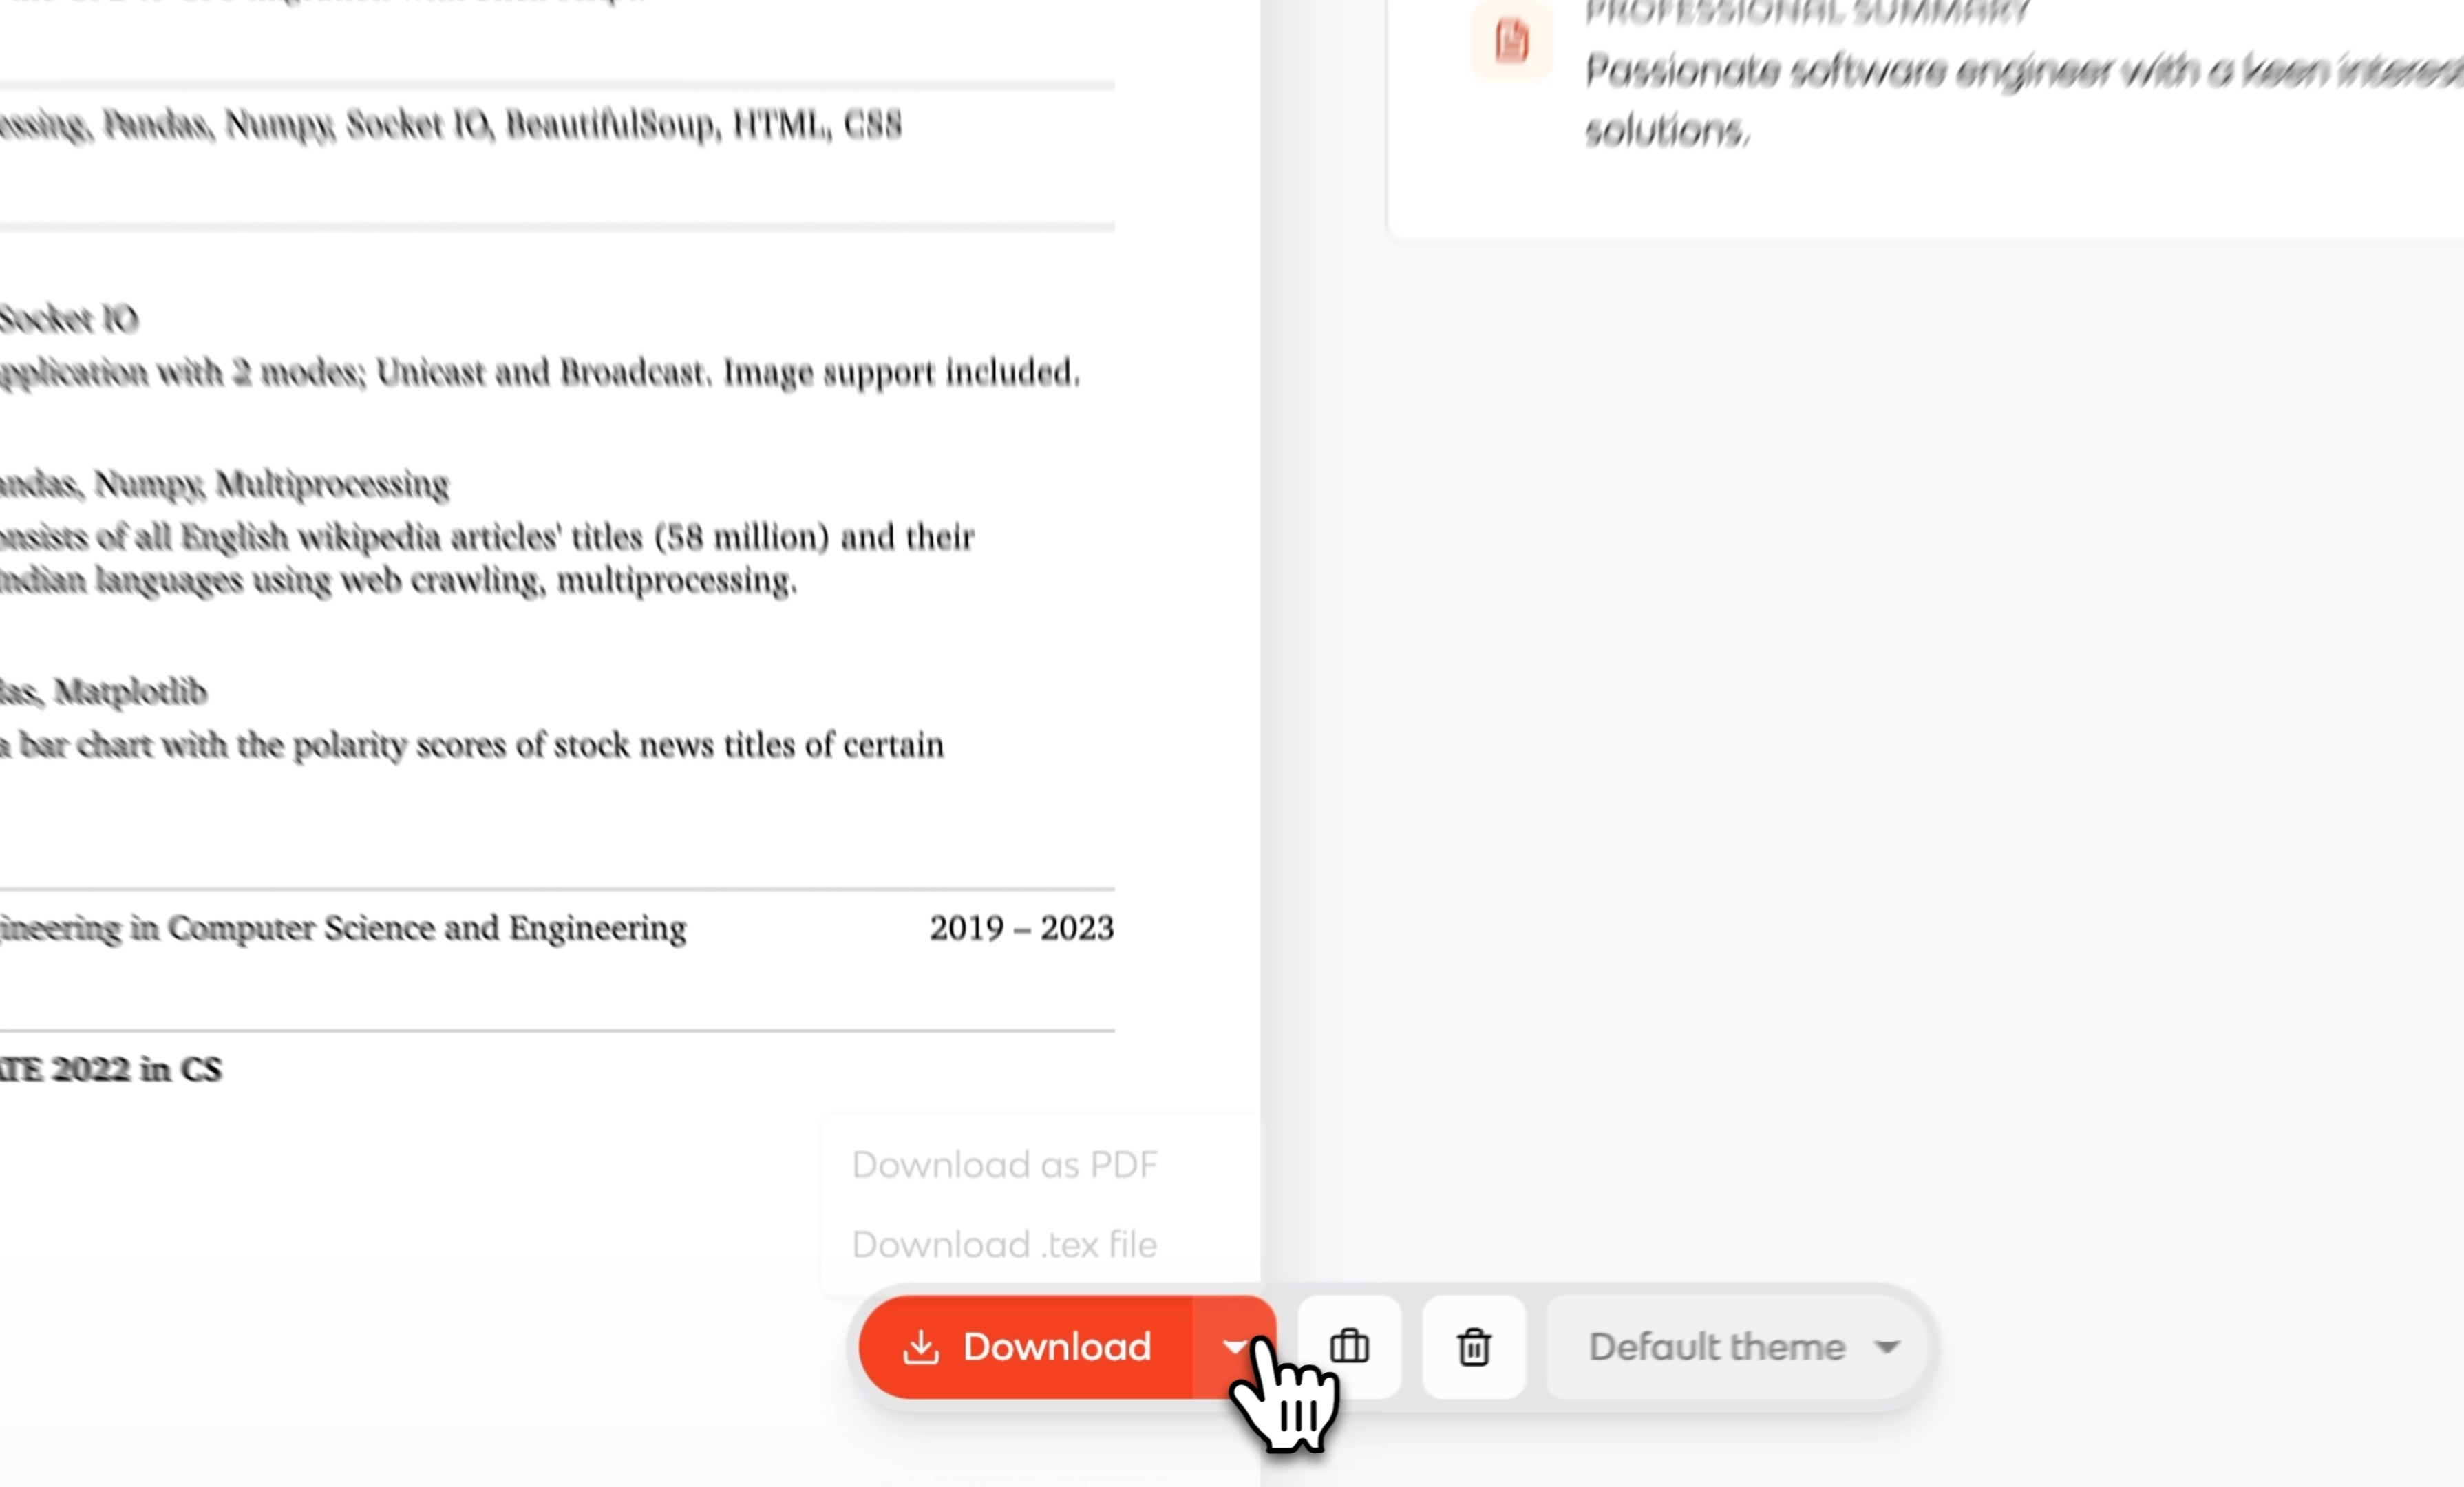 essing, Pandas, Numpy, Socket IO, BeautifulSoup, HTML, CSS
Socket IO
pplication with 2 modes; Unicast and Broadcast. Image support included.
andas, Numpy, Multiprocessing
onsists of all English wikipedia articles' titles (58 million) and their
Indian languages using web crawling, multiprocessing.
las, Matplotlib
a bar chart with the polarity scores of stock news titles of certain
gineering in Computer Science and Engineering 2019 – 2023
ATE 2022 in CS
PROFESSIONAL SUMMARY
Passionate software engineer with a keen interest
solutions.
Download as PDF
Download .tex file
Download
Default theme